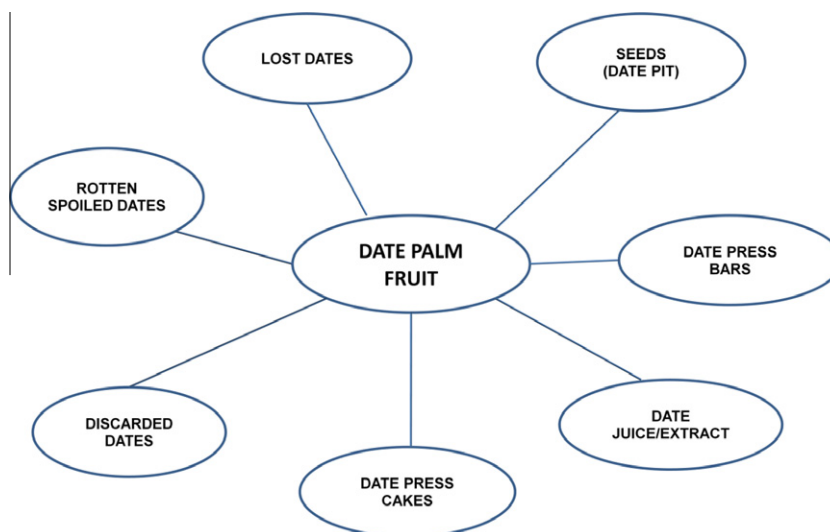 LOST DATES
SEEDS
(DATE PIT)
ROTTEN
SPOILED DATES
DATE PALM
FRUIT
DATE PRESS
BARS
DISCARDED
DATES
DATE
JUICE/EXTRACT
DATE PRESS
CAKES